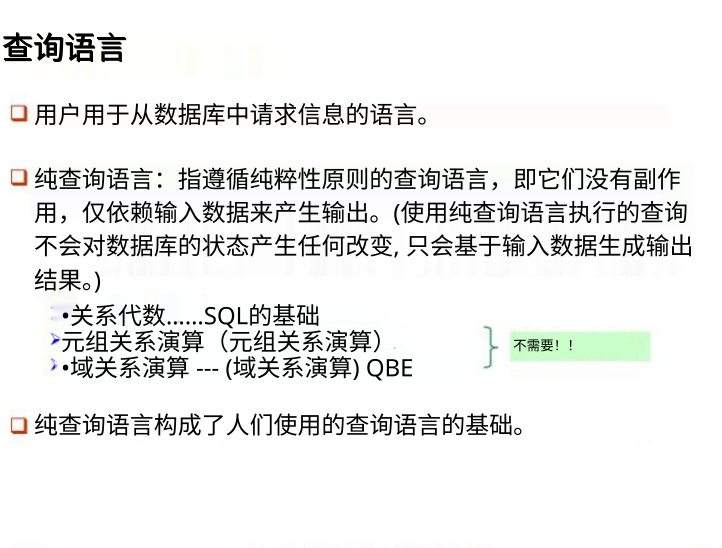 查询语言
用户用于从数据库中请求信息的语言。
纯查询语言：指遵循纯粹性原则的查询语言，即它们没有副作
用，仅依赖输入数据来产生输出。(使用纯查询语言执行的查询
不会对数据库的状态产生任何改变, 只会基于输入数据生成输出
结果。)
•关系代数……SQL的基础
元组关系演算（元组关系演算）
•域关系演算 --- (域关系演算) QBE
不需要！！
纯查询语言构成了人们使用的查询语言的基础。